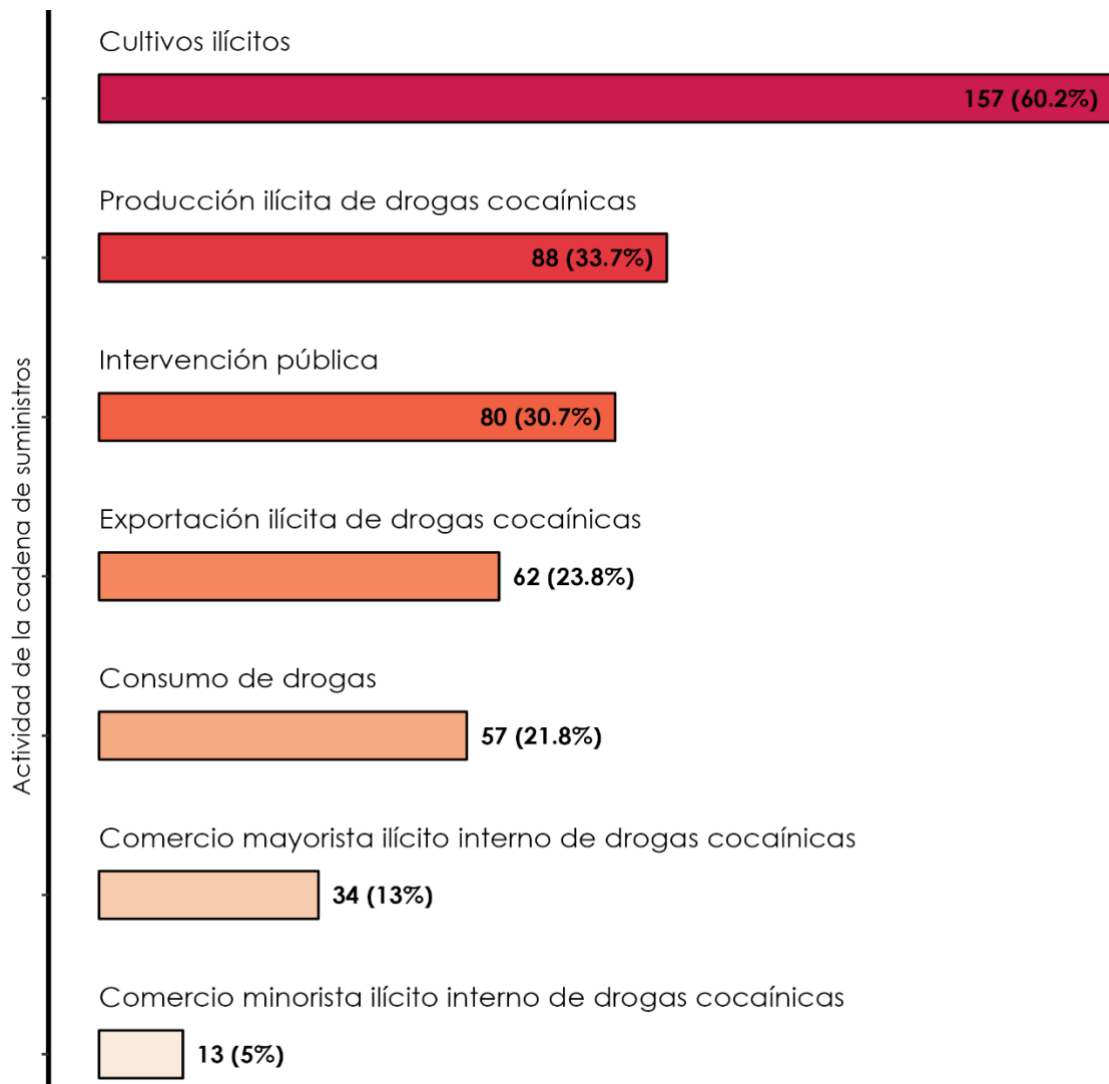 Actividad de la cadena de suministros
Cultivos ilícitos
157 (60.2%)
Producción ilícita de drogas cocaínicas
88 (33.7%)
Intervención pública
80 (30.7%)
Exportación ilícita de drogas cocaínicas
62 (23.8%)
Consumo de drogas
57 (21.8%)
Comercio mayorista ilícito interno de drogas cocaínicas
34 (13%)
Comercio minorista ilícito interno de drogas cocaínicas
13 (5%)